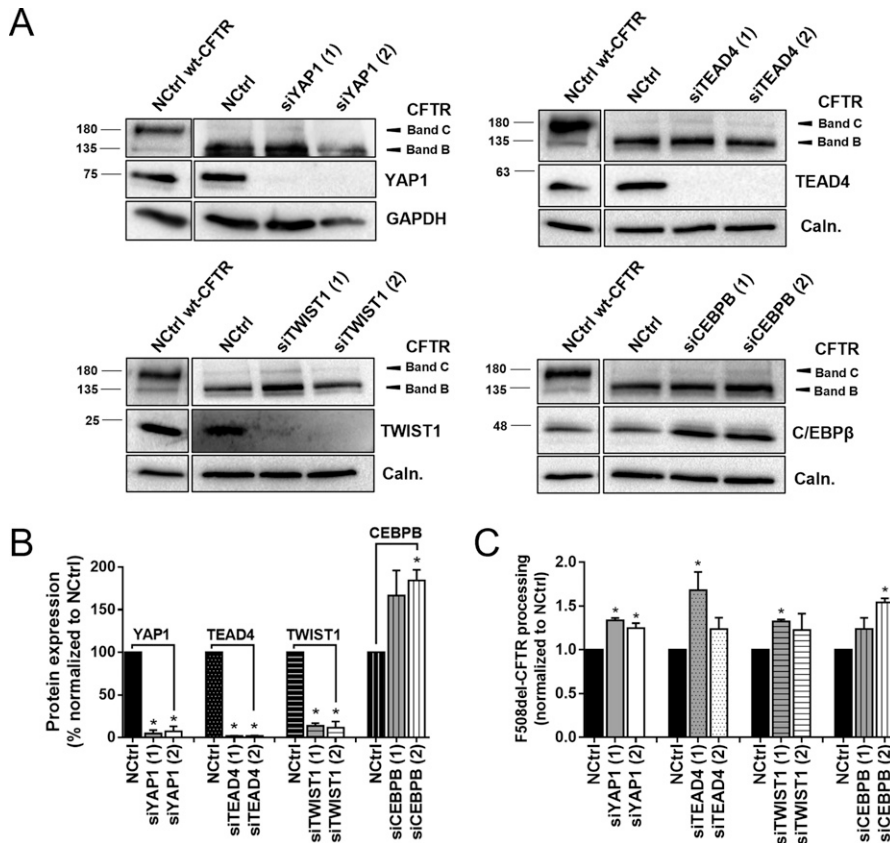 A
NCtrl wt-CFTR
NCtrl
siYAP1 (1)
siYAP1 (2)
CFTR
180
Band C
135
Band B
75
YAP1
GAPDH
NCtrl wt-CFTR
NCtrl
siTEAD4 (1)
siTEAD4 (2)
CFTR
180
Band C
135
Band B
63
TEAD4
Caln.
NCtrl wt-CFTR
NCtrl
siTWIST1 (1)
siTWIST1 (2)
CFTR
180
Band C
135
Band B
25
TWIST1
Caln.
NCtrl wt-CFTR
NCtrl
siCEBPB (1)
siCEBPB (2)
CFTR
180
Band C
135
Band B
48
C/EBPβ
Caln.
B
Protein expression
(% normalized to NCtrl)
200
150
100
50
0
YAP1
TEAD4
TWIST1
CEBPB
* * * * * * *
NCtrl
siYAP1 (1)
siYAP1 (2)
NCtrl
siTEAD4 (1)
siTEAD4 (2)
NCtrl
siTWIST1 (1)
siTWIST1 (2)
NCtrl
siCEBPB (1)
siCEBPB (2)
C
F508del-CFTR processing
(normalized to NCtrl)
2.0
1.5
1.0
0.5
0.0
* * * * *
NCtrl
siYAP1 (1)
siYAP1 (2)
NCtrl
siTEAD4 (1)
siTEAD4 (2)
NCtrl
siTWIST1 (1)
siTWIST1 (2)
NCtrl
siCEBPB (1)
siCEBPB (2)